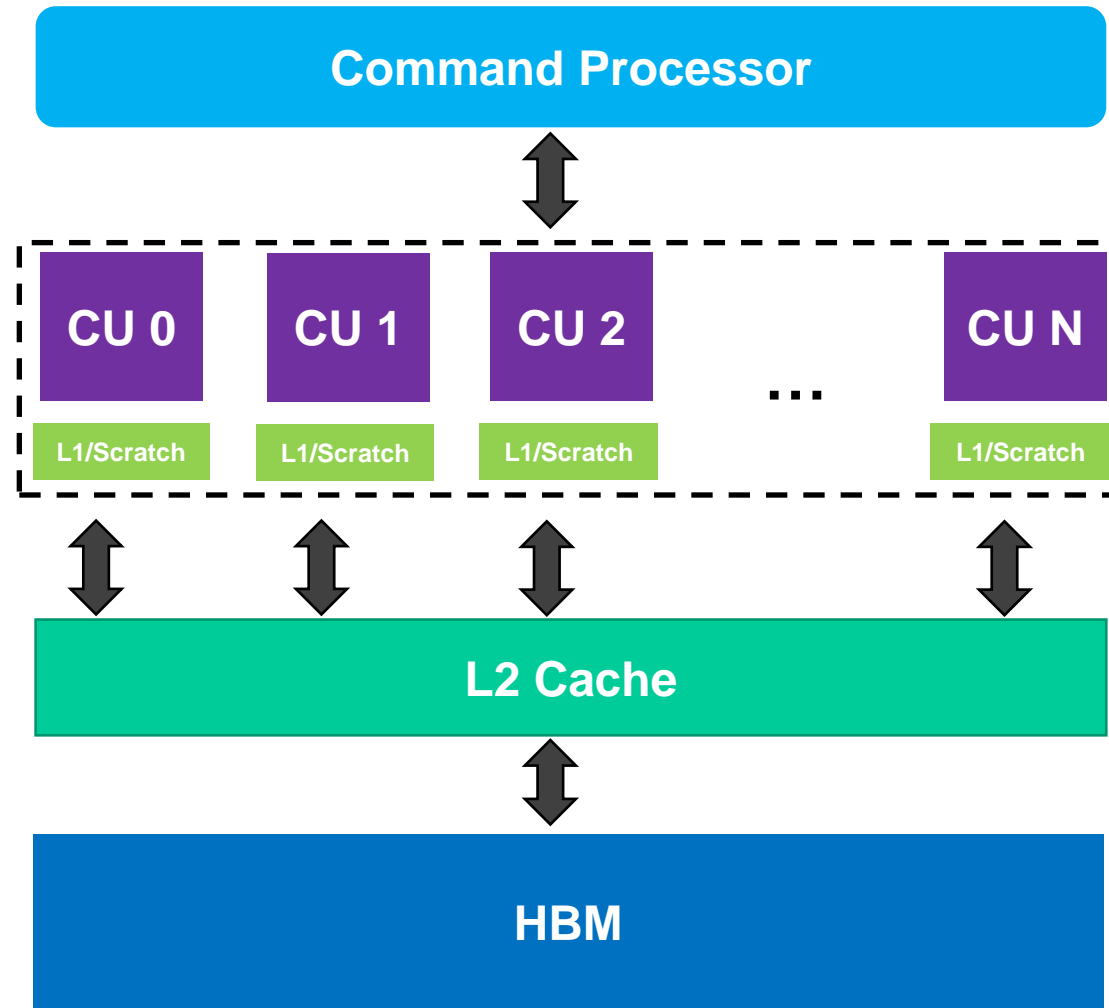 Command Processor
CU 0
CU 1
CU 2
...
CU N
L1/Scratch
L1/Scratch
L1/Scratch
L1/Scratch
L2 Cache
HBM